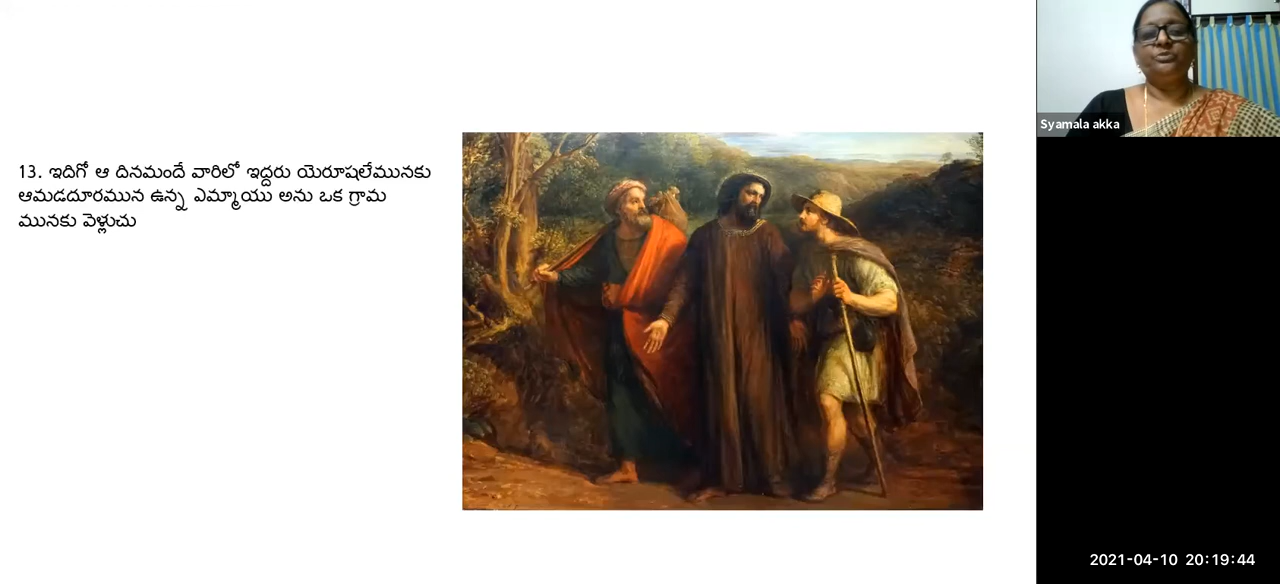 13. ఇదిగో ఆ దినమందే వారిలో ఇద్దరు యెరూషలేమునకు
ఆమడదూరమున ఉన్న ఎమ్మాయు అను ఒక గ్రామ
మునకు వెళ్లుచు
Syamala akka
2021-04-10 20:19:44